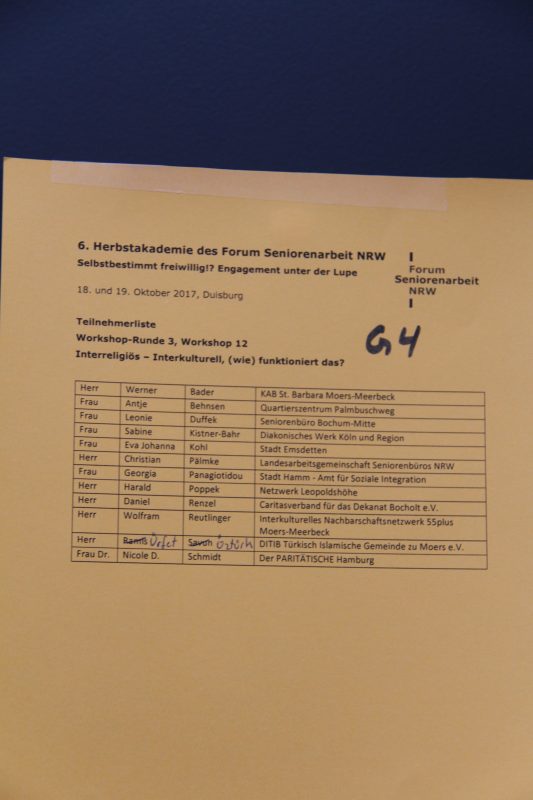 6. Herbstakademie des Forum Seniorenarbeit NRW
Selbstbestimmt freiwillig!? Engagement unter der Lupe
18. und 19. Oktober 2017, Duisburg
Forum
Seniorenarbeit
NRW
Teilnehmerliste
Workshop-Runde 3, Workshop 12
Interreligiös – Interkulturell, (wie) funktioniert das?
G4
Herr Werner Bader KAB St. Barbara Moers-Meerbeck
Frau Antje Behnsen Quartierszentrum Palmbuschweg
Frau Leonie Duffek Seniorenbüro Bochum-Mitte
Frau Sabine Kistner-Bahr Diakonisches Werk Köln und Region
Frau Eva Johanna Kohl Stadt Emsdetten
Herr Christian Pälmke Landesarbeitsgemeinschaft Seniorenbüros NRW
Frau Georgia Panagiotidou Stadt Hamm - Amt für Soziale Integration
Herr Harald Poppek Netzwerk Leopoldshöhe
Herr Daniel Renzel Caritasverband für das Dekanat Bocholt e.V.
Herr Wolfram Reutlinger Interkulturelles Nachbarschaftsnetzwerk 55plus
Moers-Meerbeck
Herr DITIB Türkisch Islamische Gemeinde zu Moers e.V.
Frau Dr. Nicole D. Schmidt Der PARITÄTISCHE Hamburg